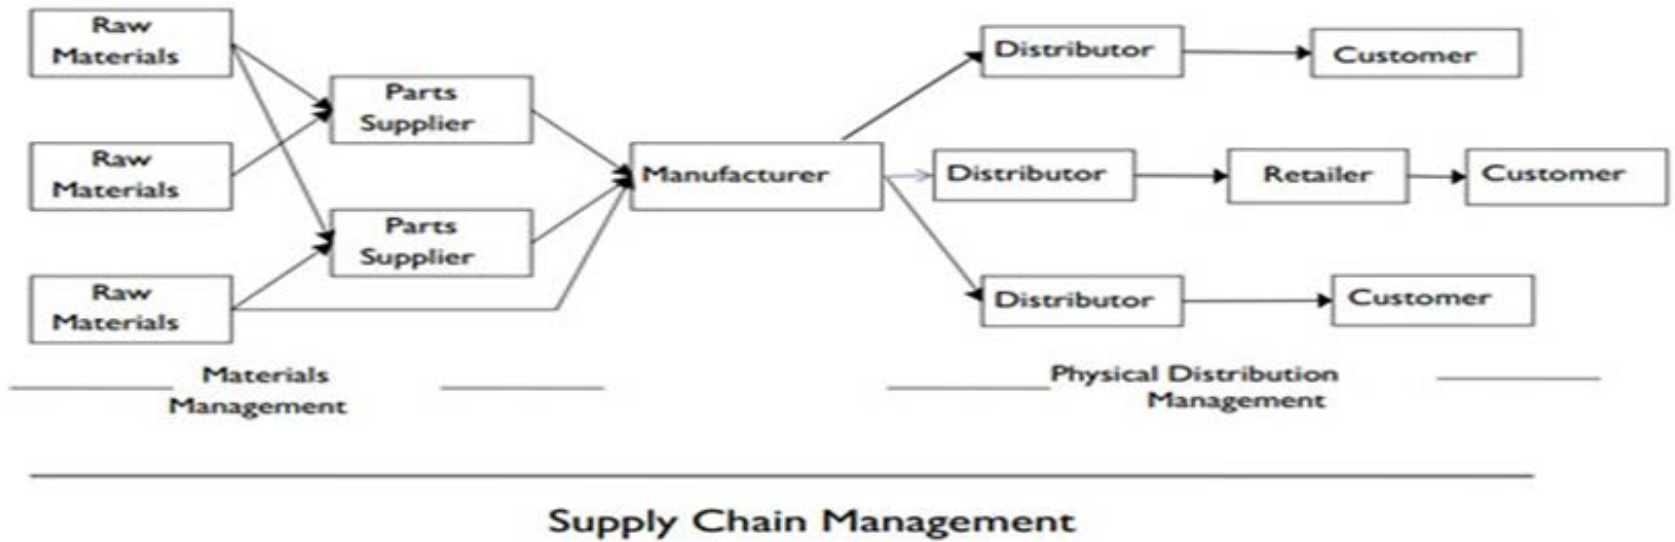 Raw
Materials
Raw
Materials
Raw
Materials
Parts
Supplier
Parts
Supplier
Manufacturer
Distributor
Customer
Distributor
Retailer
Customer
Distributor
Customer
Materials
Management
Physical Distribution
Management
Supply Chain Management